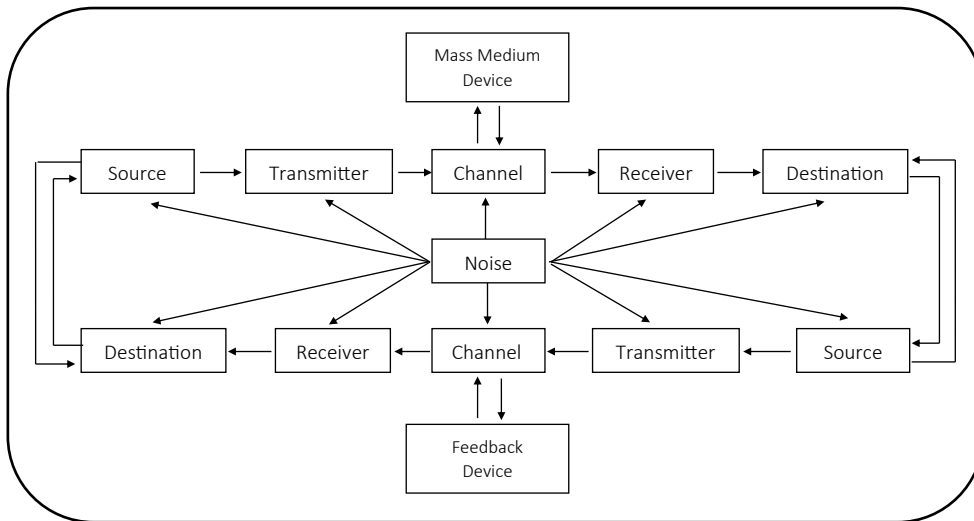 Mass Medium
Device
Source
Transmitter
Channel
Receiver
Destination
Noise
Destination
Receiver
Channel
Transmitter
Source
Feedback
Device